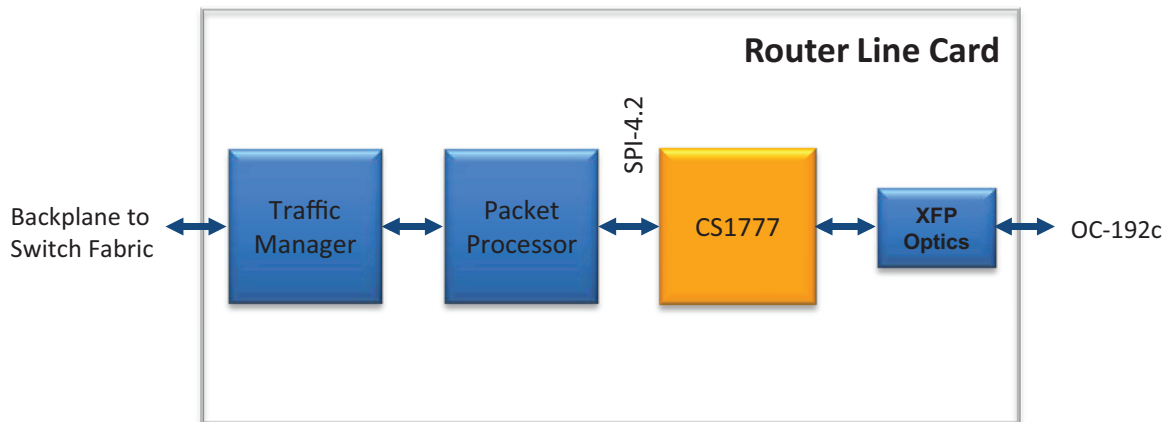 Router Line Card
SPI-4.2
Backplane to
Switch Fabric
Traffic
Manager
Packet
Processor
CS1777
XFP
Optics
OC-192c